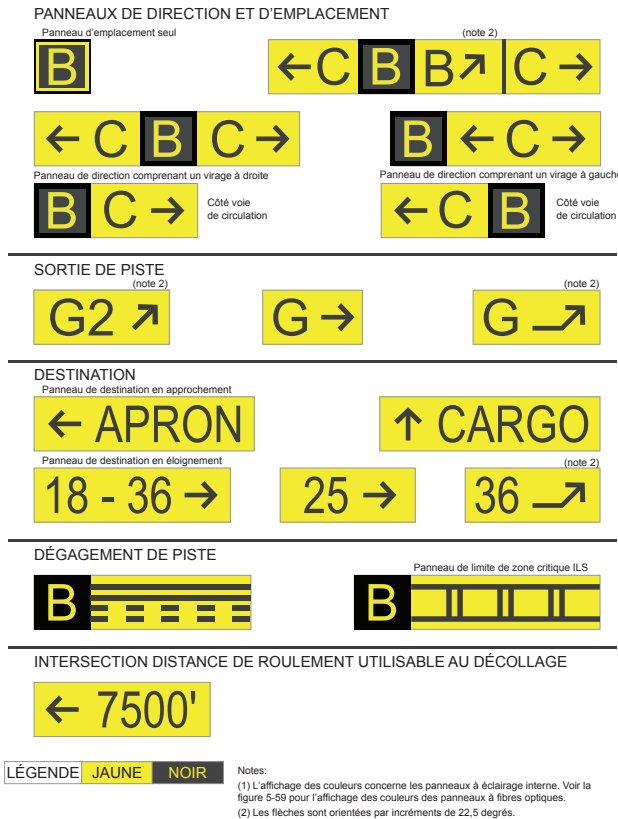 PANNEAUX DE DIRECTION ET D'EMPLACEMENT
Panneau d'emplacement seul
(note 2)
B
←C B B↗ C →
← C B C →
B ← C →
Panneau de direction comprenant un virage à droite
Panneau de direction comprenant un virage à gauche
B C →
Côté voie
de circulation
← C B
Côté voie
de circulation
SORTIE DE PISTE
(note 2)
(note 2)
G2 ↗
G →
G ↗
DESTINATION
Panneau de destination en approchement
← APRON
↑ CARGO
Panneau de destination en éloignement
(note 2)
18 - 36 →
25 →
36 ↗
DÉGAGEMENT DE PISTE
Panneau de limite de zone critique ILS
B
B
INTERSECTION DISTANCE DE ROULEMENT UTILISABLE AU DÉCOLLAGE
← 7500'
LÉGENDE JAUNE NOIR
Notes:
(1) L'affichage des couleurs concerne les panneaux à éclairage interne. Voir la
figure 5-59 pour l'affichage des couleurs des panneaux à fibres optiques.
(2) Les flèches sont orientées par incréments de 22,5 degrés.